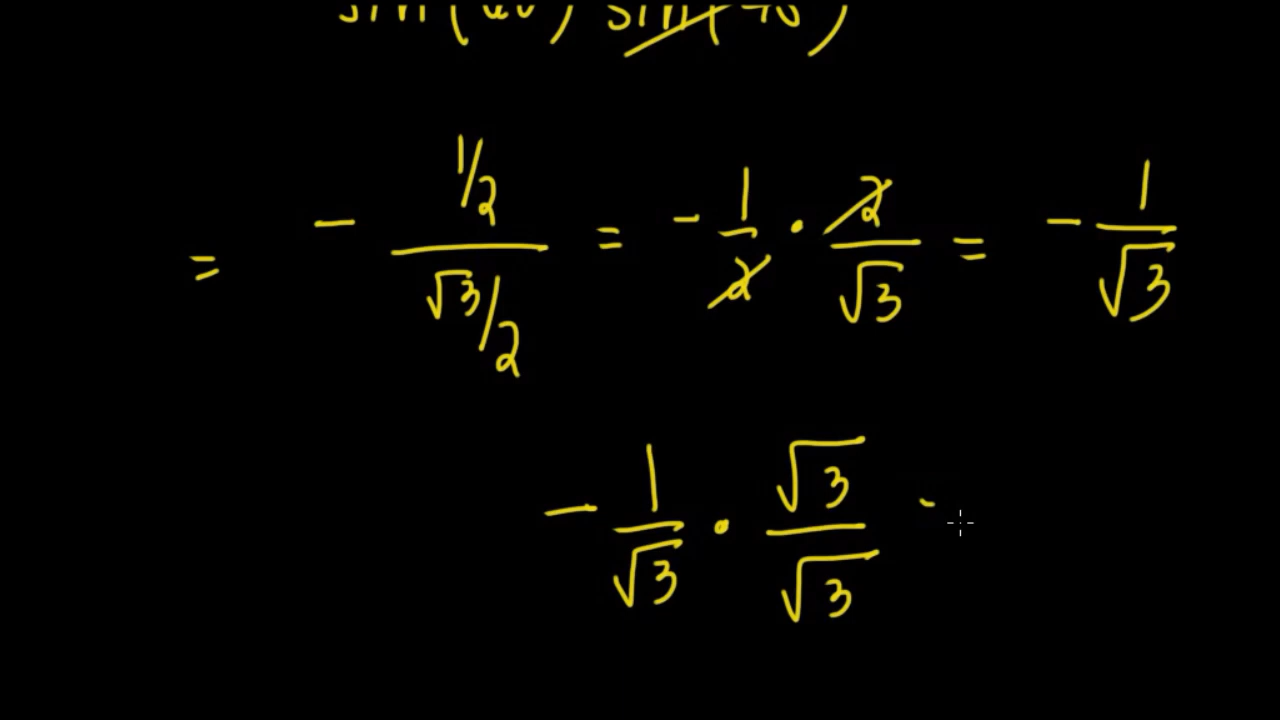 = - 1/2 / √3/2 = - 1/2 · 2/√3 = - 1/√3
- 1/√3 · √3/√3